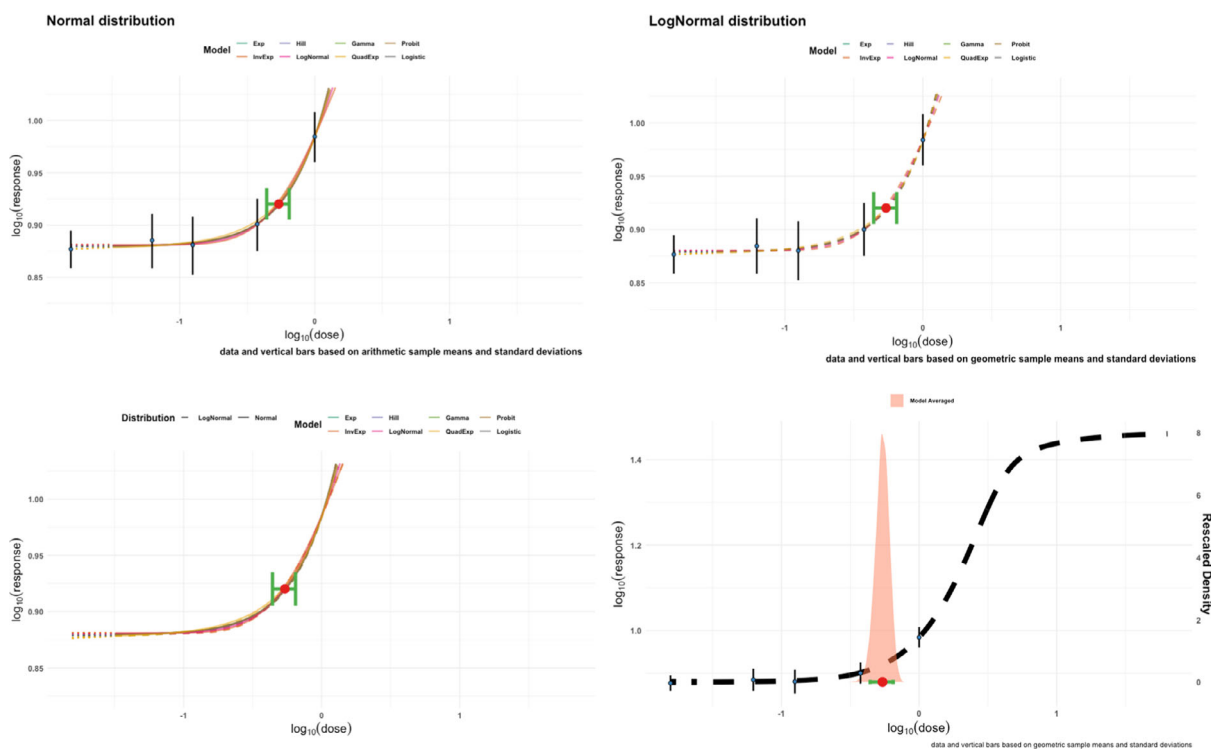 Normal distribution
Model Exp Hill Gamma Probit
InvExp LogNormal QuadExp Logistic
log10(response)
1.00
0.95
0.90
0.85
-1 0 1
log10(dose)
data and vertical bars based on arithmetic sample means and standard deviations
LogNormal distribution
Model Exp Hill Gamma Probit
InvExp LogNormal QuadExp Logistic
log10(response)
1.00
0.95
0.90
0.85
-1 0 1
log10(dose)
data and vertical bars based on geometric sample means and standard deviations
Distribution LogNormal Normal
Model Exp Hill Gamma Probit
InvExp LogNormal QuadExp Logistic
log10(response)
1.00
0.95
0.90
0.85
-1 0 1
log10(dose)
Model Averaged
log10(response)
1.4
1.2
1.0
8
6
4
2
0
Rescaled Density
-1 0 1
log10(dose)
data and vertical bars based on geometric sample means and standard deviations